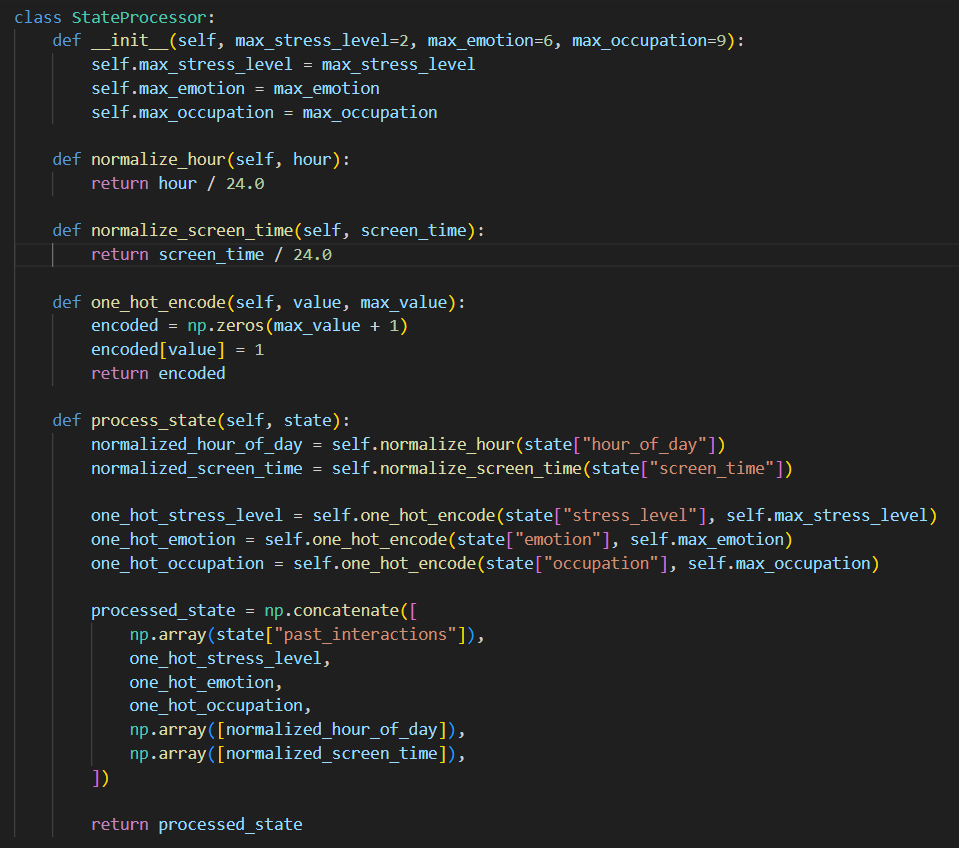 class StateProcessor:
    def __init__(self, max_stress_level=2, max_emotion=6, max_occupation=9):
        self.max_stress_level = max_stress_level
        self.max_emotion = max_emotion
        self.max_occupation = max_occupation

    def normalize_hour(self, hour):
        return hour / 24.0

    def normalize_screen_time(self, screen_time):
        return screen_time / 24.0

    def one_hot_encode(self, value, max_value):
        encoded = np.zeros(max_value + 1)
        encoded[value] = 1
        return encoded

    def process_state(self, state):
        normalized_hour_of_day = self.normalize_hour(state["hour_of_day"])
        normalized_screen_time = self.normalize_screen_time(state["screen_time"])

        one_hot_stress_level = self.one_hot_encode(state["stress_level"], self.max_stress_level)
        one_hot_emotion = self.one_hot_encode(state["emotion"], self.max_emotion)
        one_hot_occupation = self.one_hot_encode(state["occupation"], self.max_occupation)

        processed_state = np.concatenate([
            np.array(state["past_interactions"]),
            one_hot_stress_level,
            one_hot_emotion,
            one_hot_occupation,
            np.array([normalized_hour_of_day]),
            np.array([normalized_screen_time]),
        ])

        return processed_state